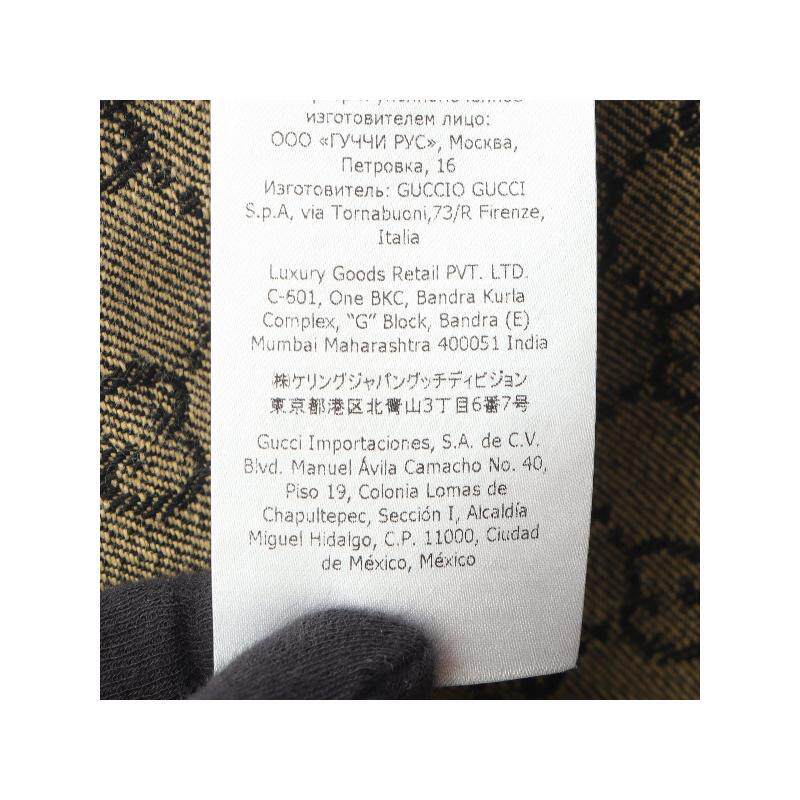 изготовителем лицо:
ООО «ГУЧЧИ РУС», Москва,
Петровка, 16
Изготовитель: GUCCIO GUCCI
S.p.A, via Tornabuoni,73/R Firenze,
Italia
Luxury Goods Retail PVT. LTD.
C-601, One BKC, Bandra Kurla
Complex, "G" Block, Bandra (E)
Mumbai Maharashtra 400051 India
㈱ケリングジャパングッチディビジョン
東京都港区北青山3丁目6番7号
Gucci Importaciones, S.A. de C.V.
Blvd. Manuel Ávila Camacho No. 40,
Piso 19, Colonia Lomas de
Chapultepec, Sección I, Alcaldía
Miguel Hidalgo, C.P. 11000, Ciudad
de México, México